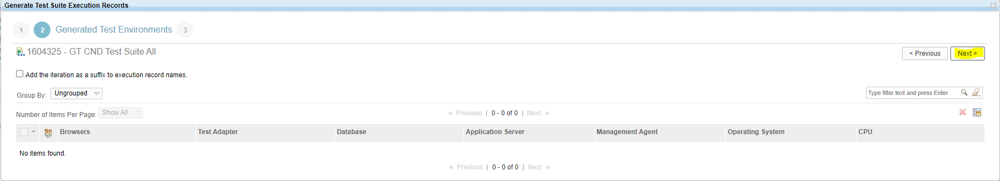 Generate Test Suite Execution Records
1 2 Generated Test Environments 3
1604325 - GT CND Test Suite All
< Previous Next >
Add the iteration as a suffix to execution record names.
Group By: Ungrouped
Type filter text and press Enter
Number of Items Per Page: Show All
Previous | 0 - 0 of 0 | Next
Browsers Test Adapter Database Application Server Management Agent Operating System CPU
No items found.
Previous | 0 - 0 of 0 | Next